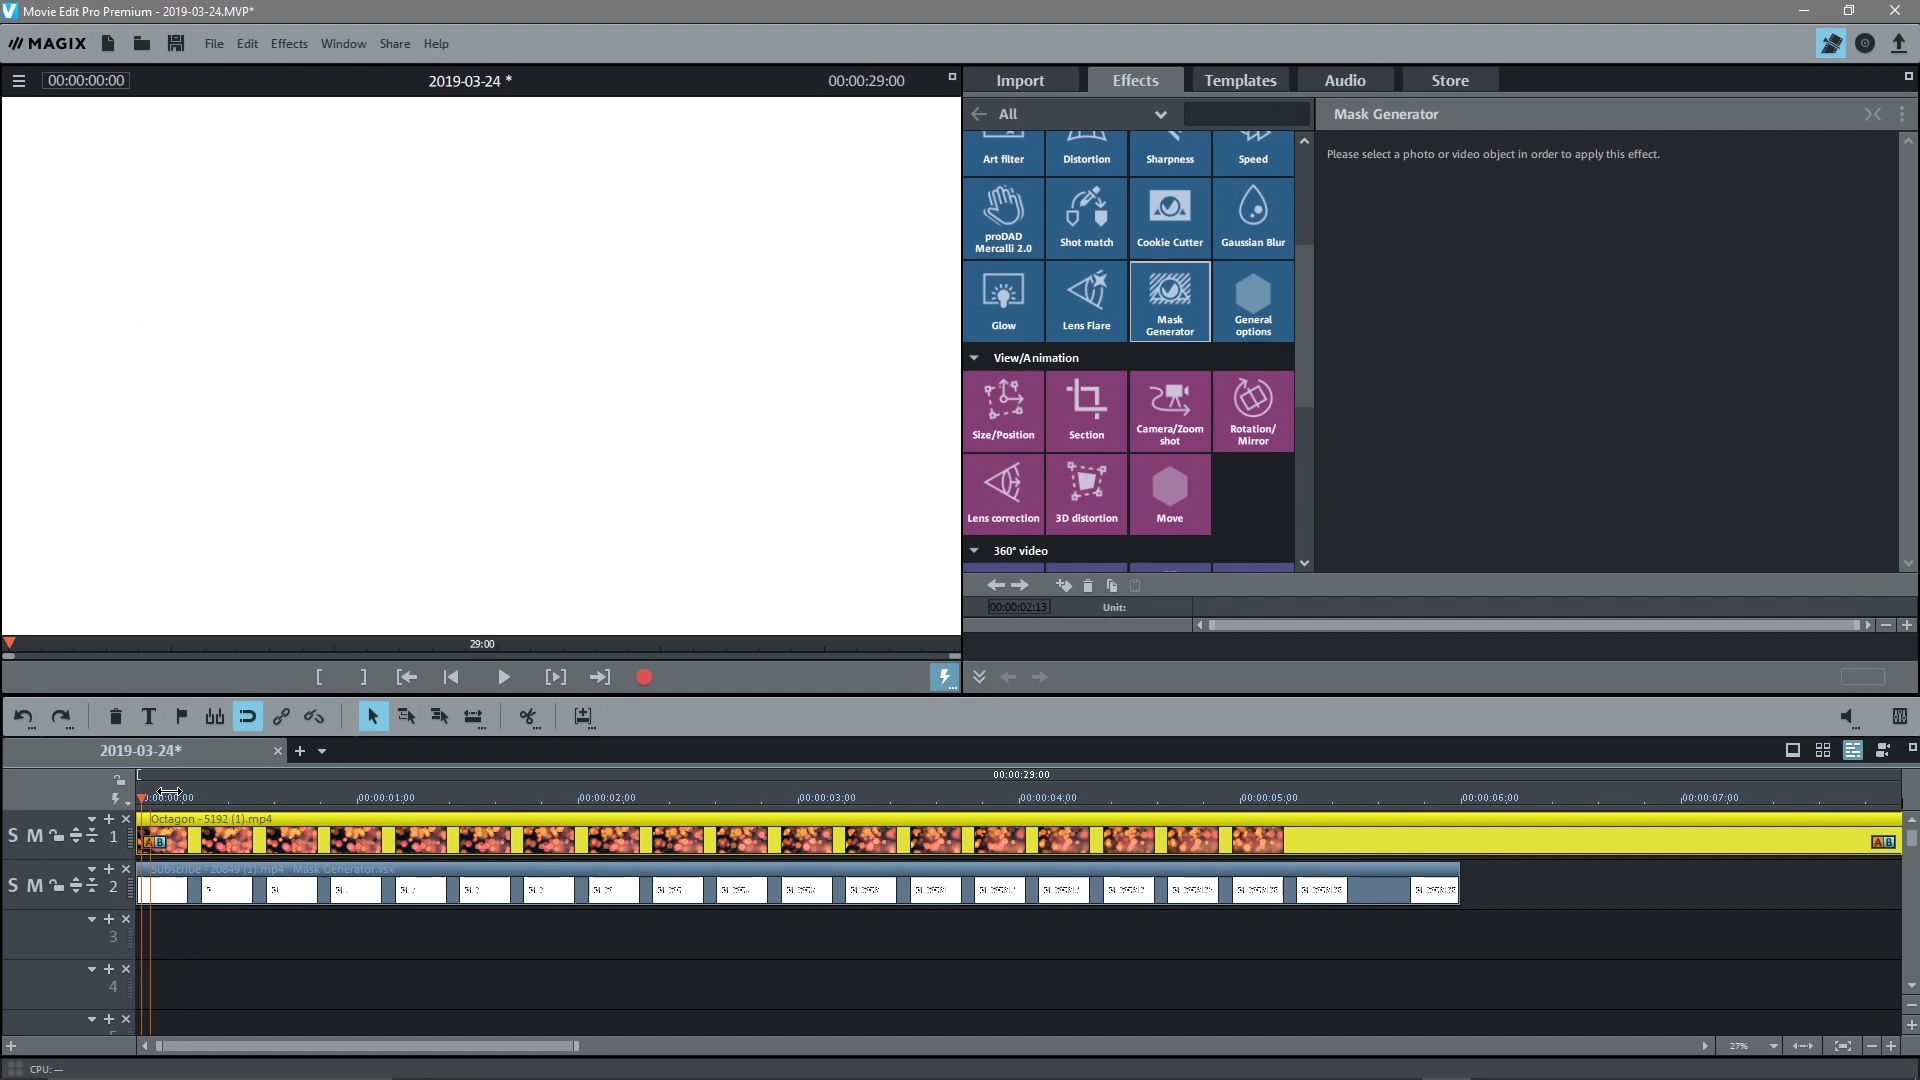 Movie Edit Pro Premium - 2019-03-24.MVP*
MAGIX
File Edit Effects Window Share Help
00:00:00:00
2019-03-24 *
00:00:29:00
Import
Effects
Templates
Audio
Store
All
Mask Generator
Please select a photo or video object in order to apply this effect.
Art filter
Distortion
Sharpness
Speed
proDAD
Mercalli 2.0
Shot match
Cookie Cutter
Gaussian Blur
Glow
Lens Flare
Mask
Generator
General
options
View/Animation
Size/Position
Section
Camera/Zoom
shot
Rotation/
Mirror
Lens correction
3D distortion
Move
360° video
00:00:02:13
Unit:
29:00
2019-03-24*
00:00:29:00
00:00:01:00
00:00:02:00
00:00:03:00
00:00:04:00
00:00:05:00
00:00:06:00
00:00:07:00
S M 1
Octagon - 5192 (1).mp4
A B
A B
S M 2
Subscribe - 20849 (1).mp4 Mask Generator.vsx
3
4
27%
CPU: —